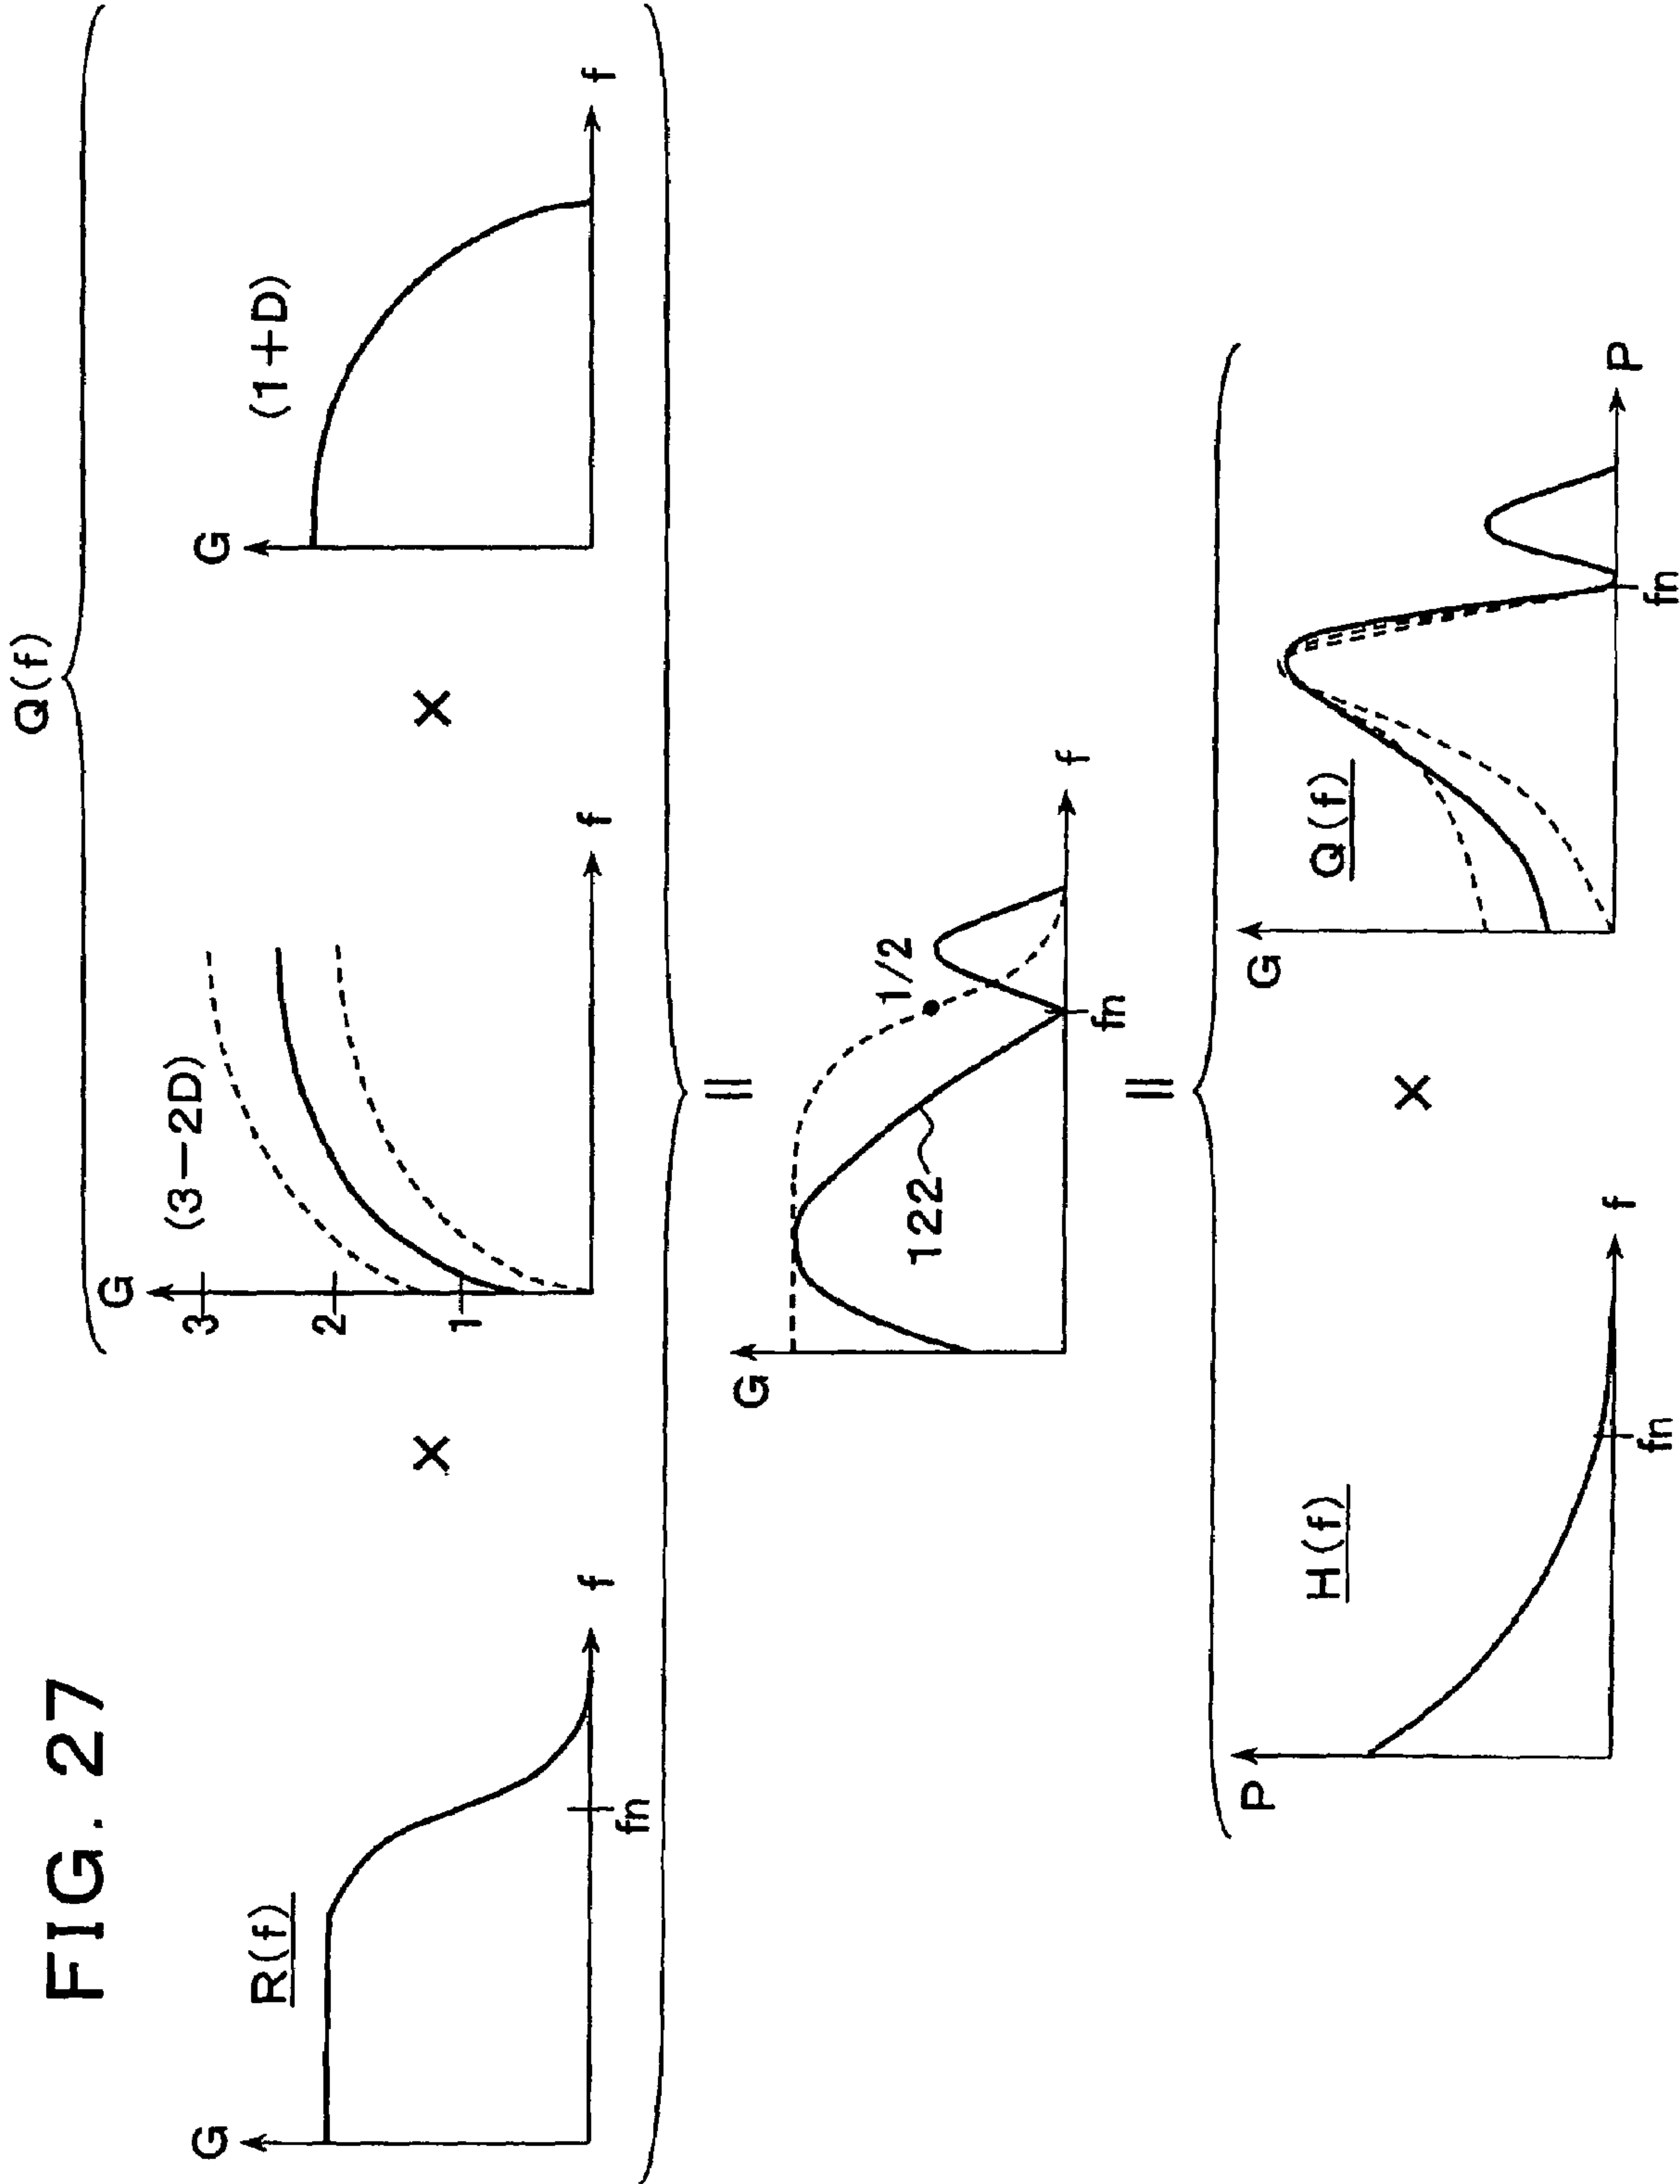 FIG. 27
Q(f)
R(f)
G
f
fn
×
(3-2D)
G
3
2
1
f
×
(1+D)
G
f
=
G
1/2
122
fn
f
=
H(f)
P
fn
f
×
Q(f)
G
fn
P